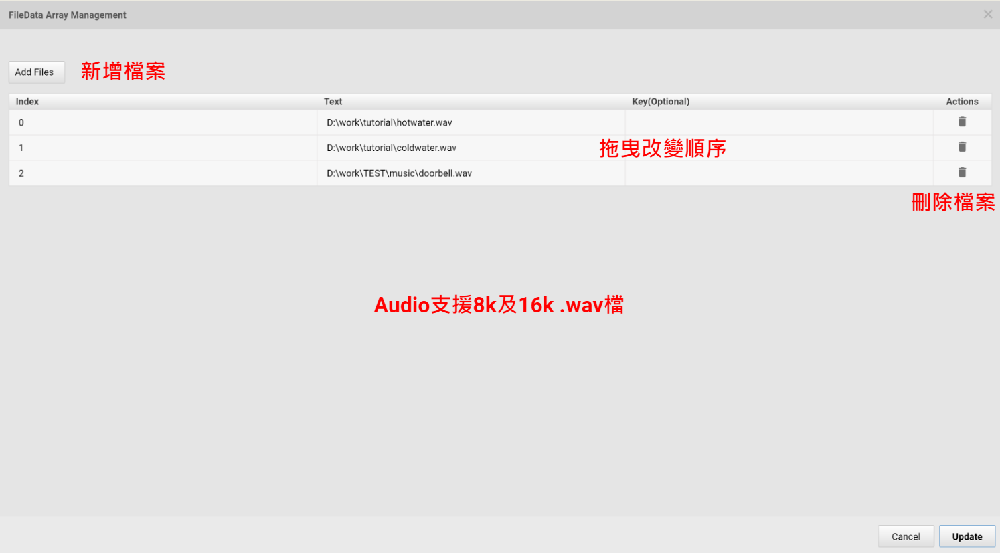 FileData Array Management
Add Files 新增檔案
Index Text Key(Optional) Actions
0 D:\work\tutorial\hotwater.wav
1 D:\work\tutorial\coldwater.wav 拖曳改變順序
2 D:\work\TEST\music\doorbell.wav
刪除檔案
Audio支援8k及16k .wav檔
Cancel Update